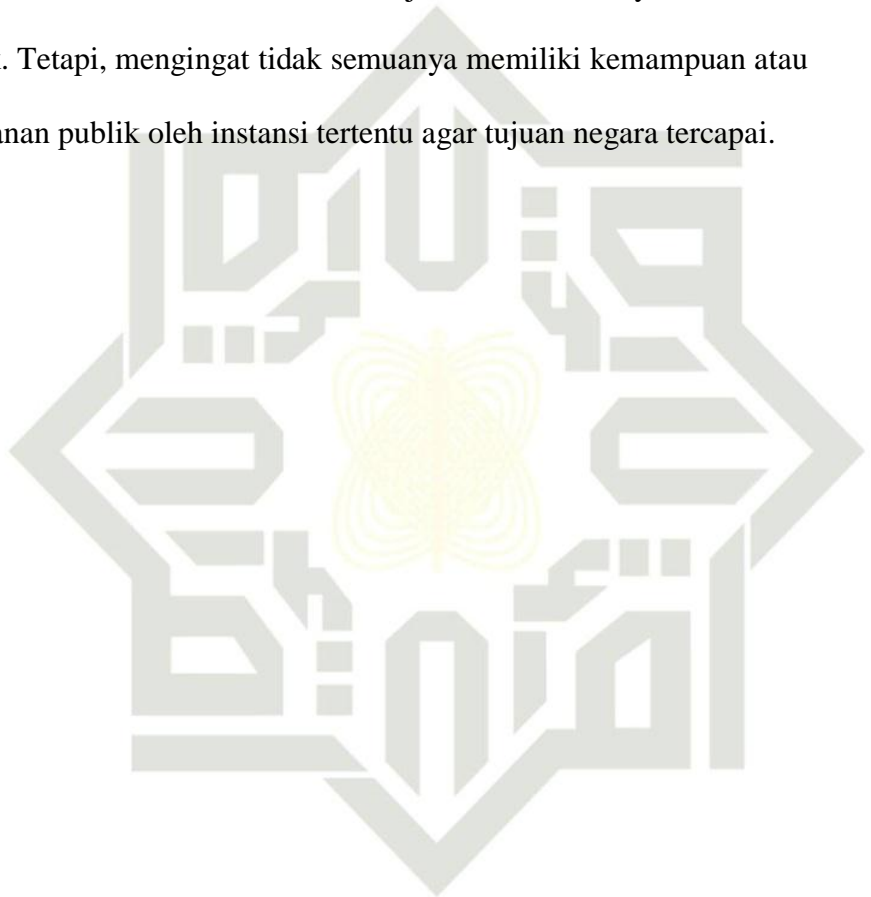 . Tetapi, mengingat tidak semuanya memiliki kemampuan atau
anan publik oleh instansi tertentu agar tujuan negara tercapai.